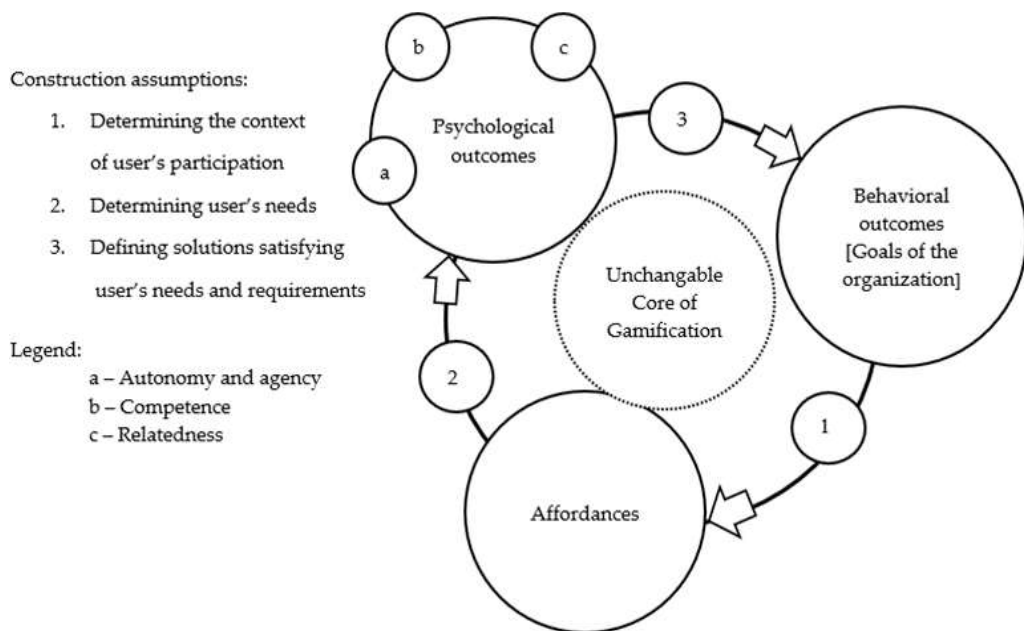 Construction assumptions:
1. Determining the context
of user's participation
2. Determining user's needs
3. Defining solutions satisfying
user's needs and requirements
Legend:
a – Autonomy and agency
b – Competence
c – Relatedness
b
c
a
Psychological
outcomes
3
Behavioral
outcomes
[Goals of the
organization]
Unchangable
Core of
Gamification
2
1
Affordances